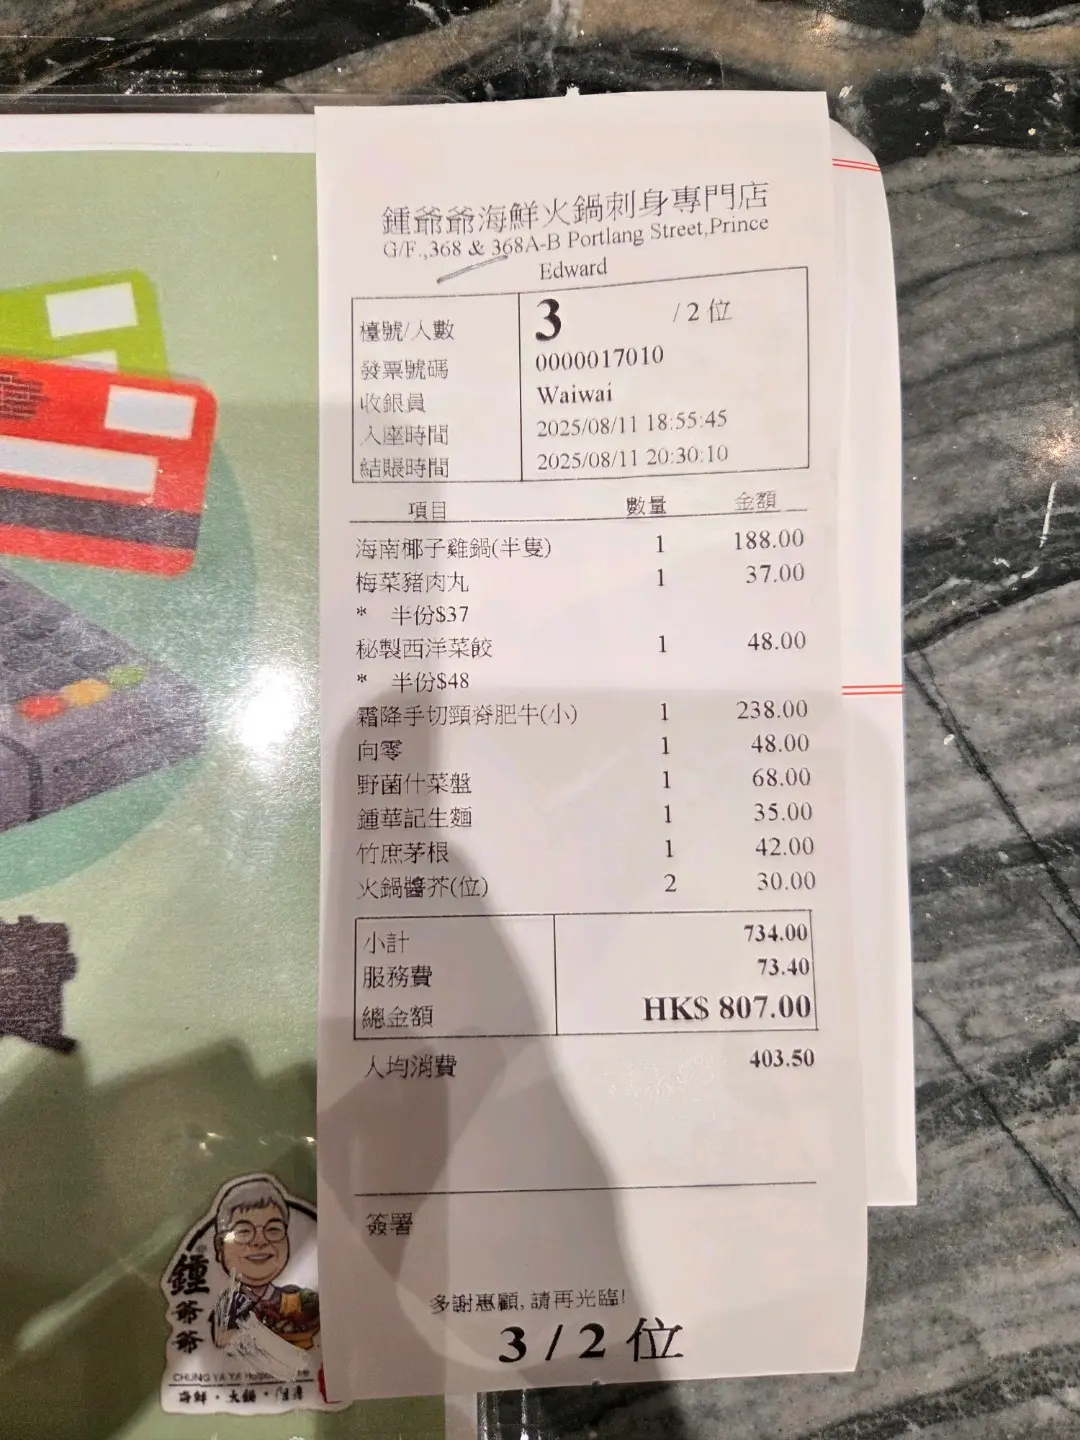 鍾爺爺海鮮火鍋刺身專門店
G/F.,368 & 368A-B Portlang Street,Prince
Edward
檯號/人數 3 /2 位
發票號碼 0000017010
收銀員 Waiwai
入座時間 2025/08/11 18:55:45
結賬時間 2025/08/11 20:30:10
項目 數量 金額
海南椰子雞鍋(半隻) 1 188.00
梅菜豬肉丸 1 37.00
* 半份$37
秘製西洋菜餃 1 48.00
* 半份$48
霜降手切頸脊肥牛(小) 1 238.00
向零 1 48.00
野菌什菜盤 1 68.00
鍾華記生麵 1 35.00
竹庶茅根 1 42.00
火鍋醬芥(位) 2 30.00
小計 734.00
服務費 73.40
總金額 HK$ 807.00
人均消費 403.50
簽署
多謝惠顧, 請再光臨!
3 / 2 位
鍾爺爺
CHUNG YA YA
海鮮・火鍋・